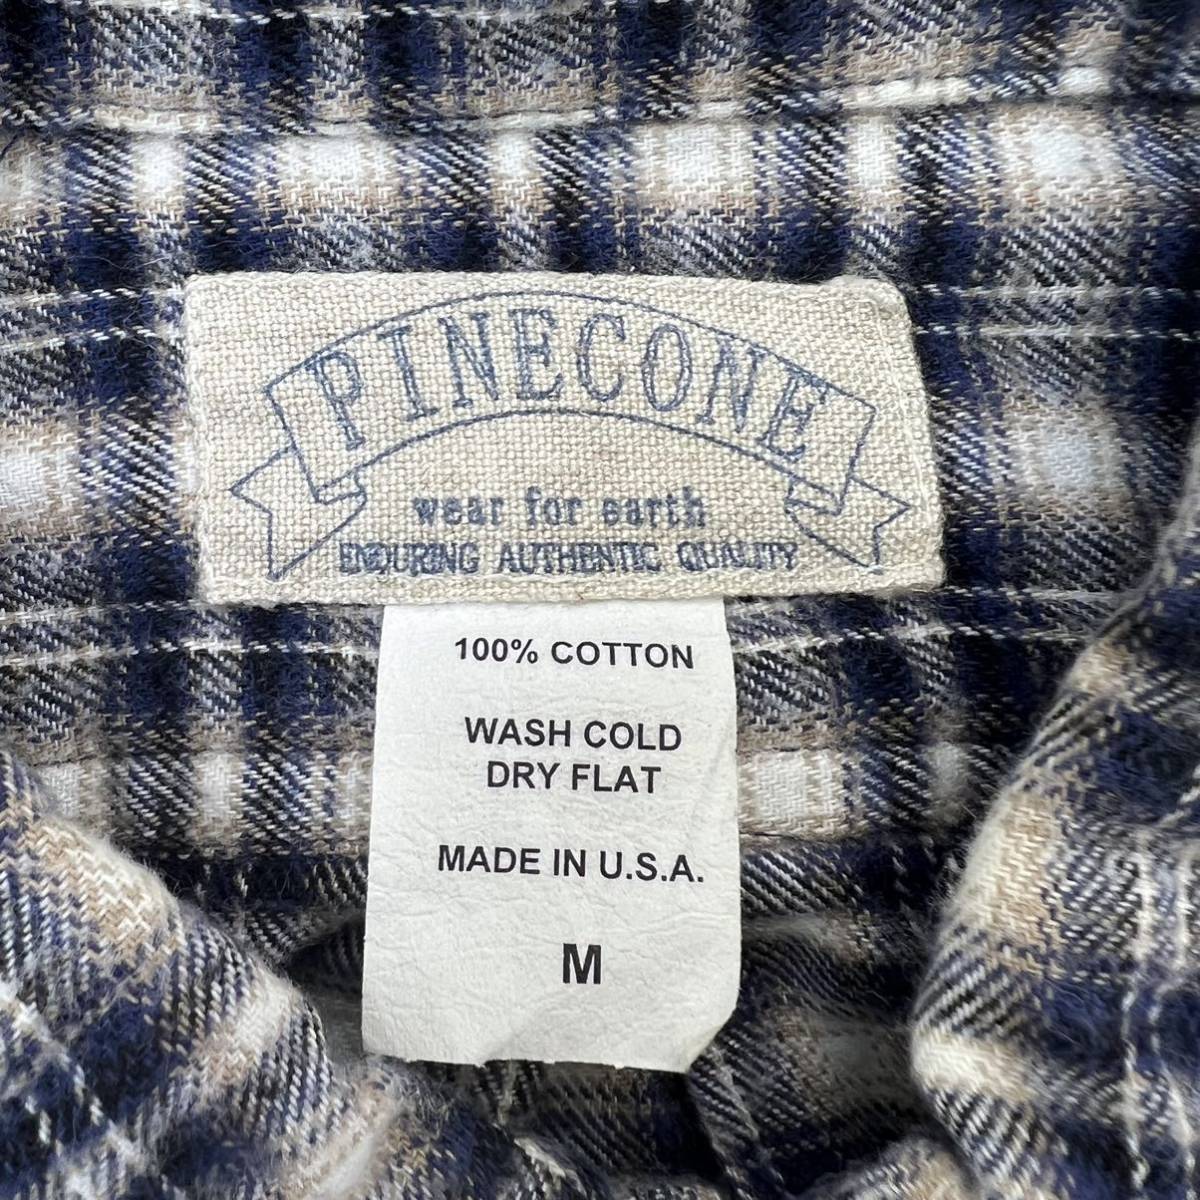 PINECONE
wear for earth
ENDURING AUTHENTIC QUALITY
100% COTTON
WASH COLD
DRY FLAT
MADE IN U.S.A.
M